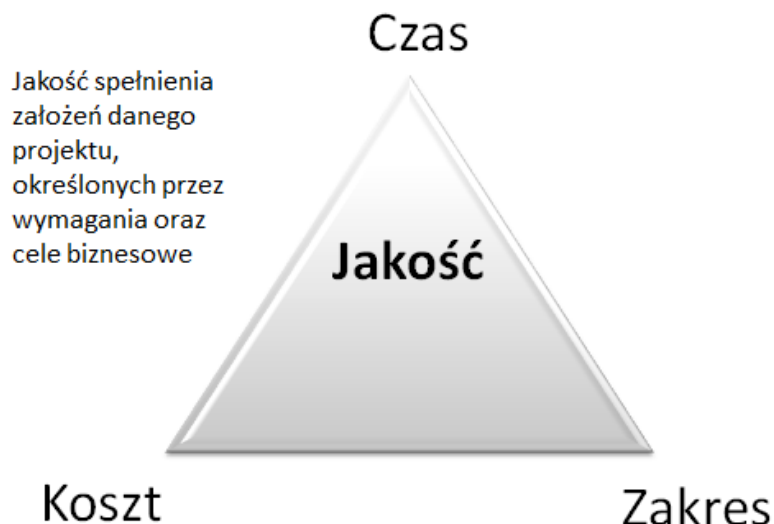 Czas
Jakość spełnienia
założeń danego
projektu,
określonych przez
wymagania oraz
cele biznesowe
Jakość
Koszt
Zakres